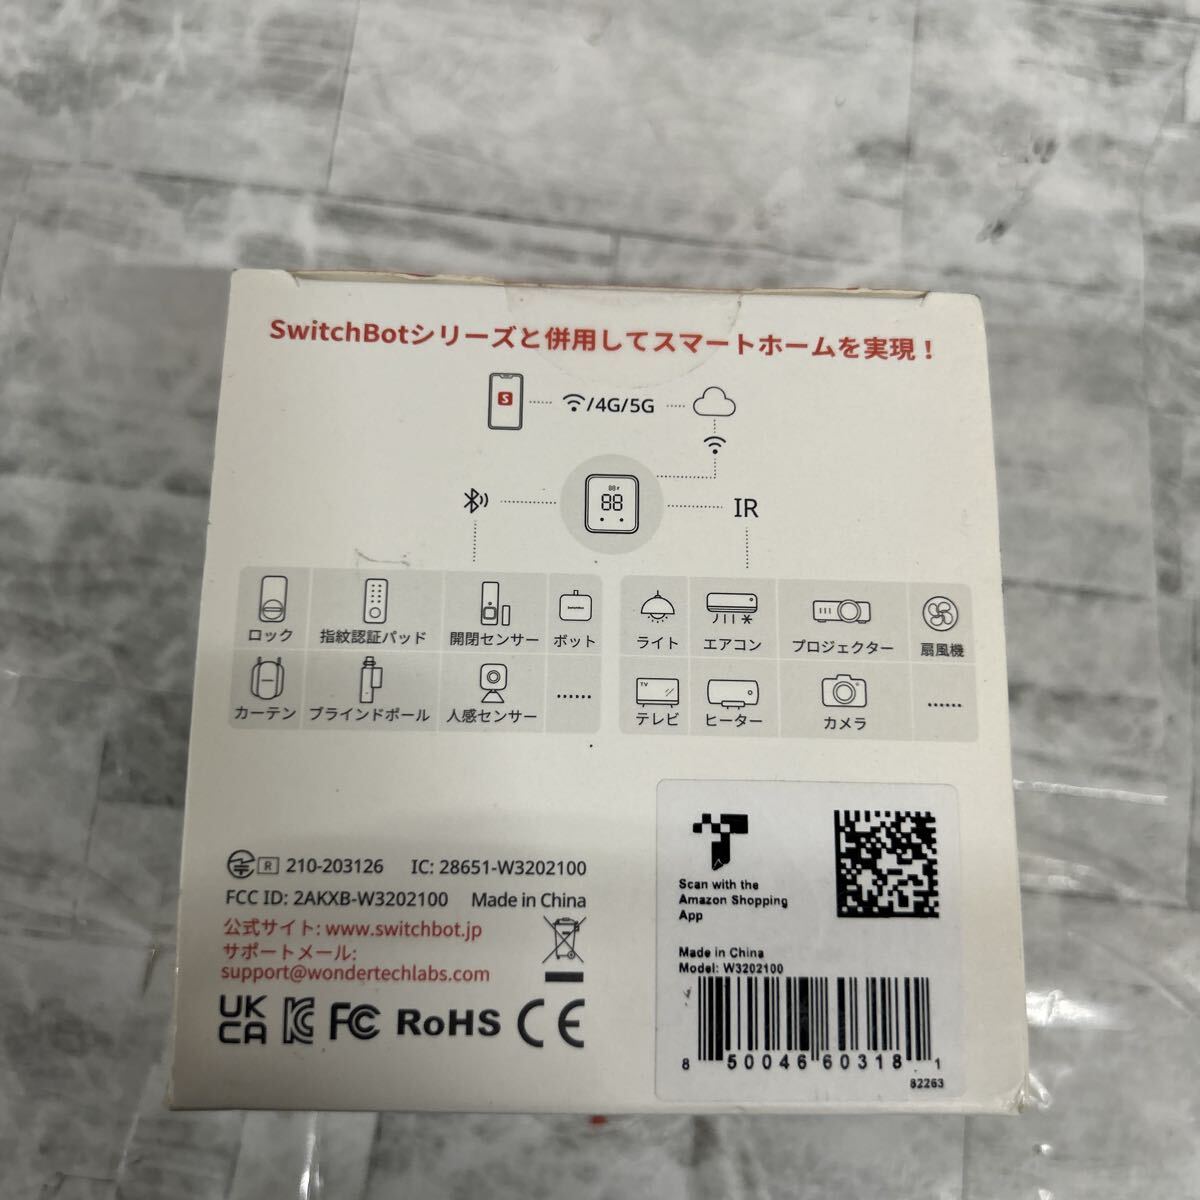 SwitchBotシリーズと併用してスマートホームを実現！
S
/4G/5G
88
IR
ロック 指紋認証パッド 開閉センサー ボット
カーテン ブラインドポール 人感センサー ……
ライト エアコン プロジェクター 扇風機
TV
テレビ ヒーター カメラ ……
R 210-203126 IC: 28651-W3202100
FCC ID: 2AKXB-W3202100 Made in China
公式サイト: www.switchbot.jp
サポートメール:
support@wondertechlabs.com
UK CA FC RoHS CE
Scan with the
Amazon Shopping
App
Made in China
Model: W3202100
8 50046 60318 1
82263